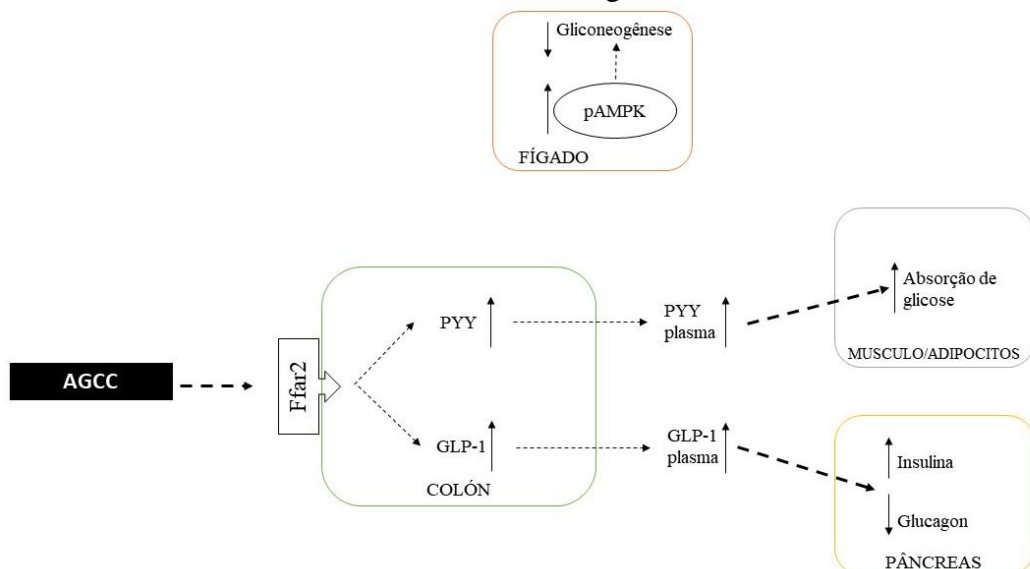 Gliconeogênese
pAMPK
FÍGADO
AGCC
Ffar2
PYY
GLP-1
COLÓN
PYY
plasma
GLP-1
plasma
Absorção de
glicose
MUSCULO/ADIPOCITOS
Insulina
Glucagon
PÂNCREAS